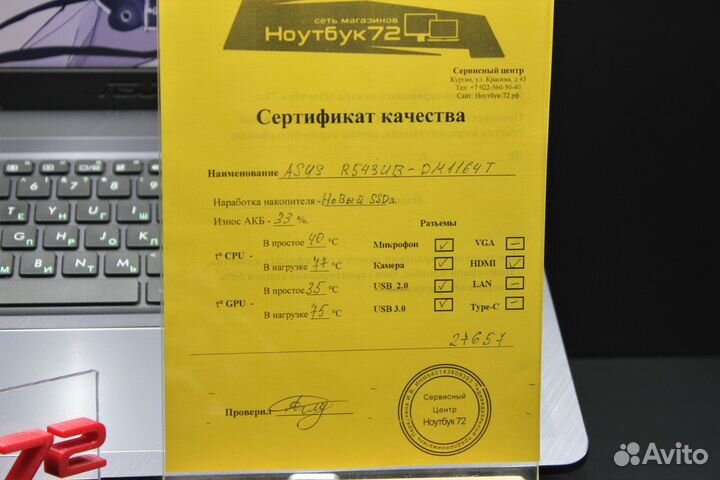 сеть магазинов
Ноутбук72
Сервисный центр
Курган, ул. Красина, д 43
Тел. +7 922-560-50-40
Сайт: Ноутбук-72.рф
Сертификат качества
Наименование ASUS R543UB-DM1164T
Наработка накопителя - Новый SSD д.
Износ АКБ - 33 %.
Разъемы
t° CPU -
В простое 40 °C
В нагрузке 77 °C
t° GPU -
В простое 35 °C
В нагрузке 75 °C
Микрофон ✓ VGA –
Камера ✓ HDMI ✓
USB 2.0 ✓ LAN –
USB 3.0 ✓ Type-C –
27657
Проверил
Сервисный
Центр
Ноутбук 72
72
Avito